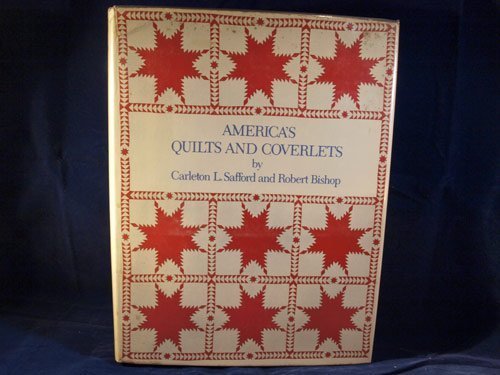 AMERICA'S
QUILTS AND COVERLETS
by
Carleton L. Safford and Robert Bishop